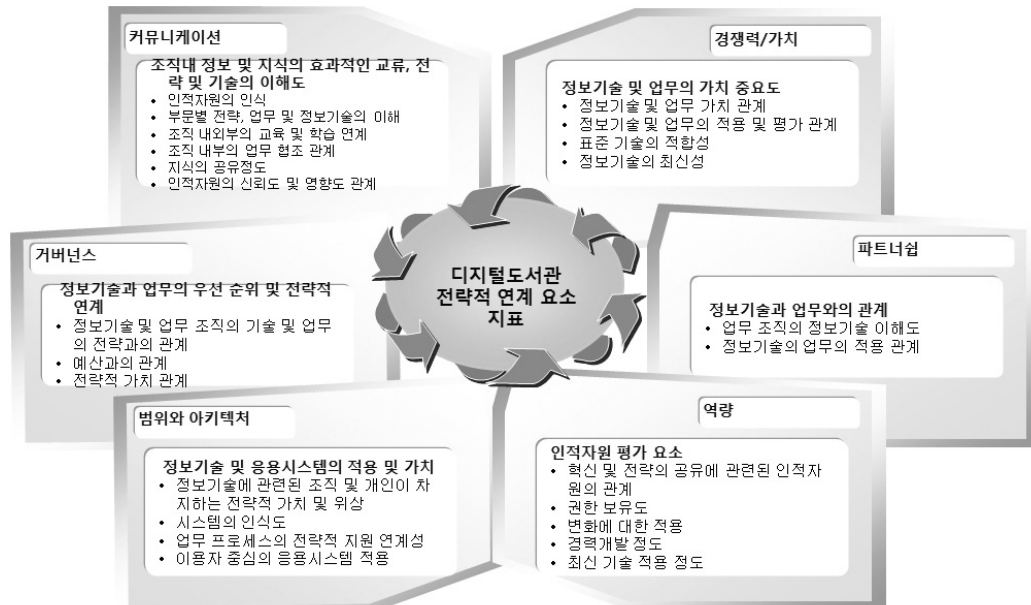 커뮤니케이션
조직내 정보 및 지식의 효과적인 교류, 전
략 및 기술의 이해도
• 인적자원의 인식
• 부문별 전략, 업무 및 정보기술의 이해
• 조직 내외부의 교육 및 학습 연계
• 조직 내부의 업무 협조 관계
• 지식의 공유정도
• 인적자원의 신뢰도 및 영향도 관계
경쟁력/가치
정보기술 및 업무의 가치 중요도
• 정보기술 및 업무 가치 관계
• 정보기술 및 업무의 적용 및 평가 관계
• 표준 기술의 적합성
• 정보기술의 최신성
거버넌스
정보기술과 업무의 우선 순위 및 전략적
연계
• 정보기술 및 업무 조직의 기술 및 업무
의 전략과의 관계
• 예산과의 관계
• 전략적 가치 관계
디지털도서관
전략적 연계 요소
지표
파트너쉽
정보기술과 업무와의 관계
• 업무 조직의 정보기술 이해도
• 정보기술의 업무의 적용 관계
범위와 아키텍처
정보기술 및 응용시스템의 적용 및 가치
• 정보기술에 관련된 조직 및 개인이 차
지하는 전략적 가치 및 위상
• 시스템의 인식도
• 업무 프로세스의 전략적 지원 연계성
• 이용자 중심의 응용시스템 적용
역량
인적자원 평가 요소
• 혁신 및 전략의 공유에 관련된 인적자
원의 관계
• 권한 보유도
• 변화에 대한 적용
• 경력개발 정도
• 최신 기술 적용 정도